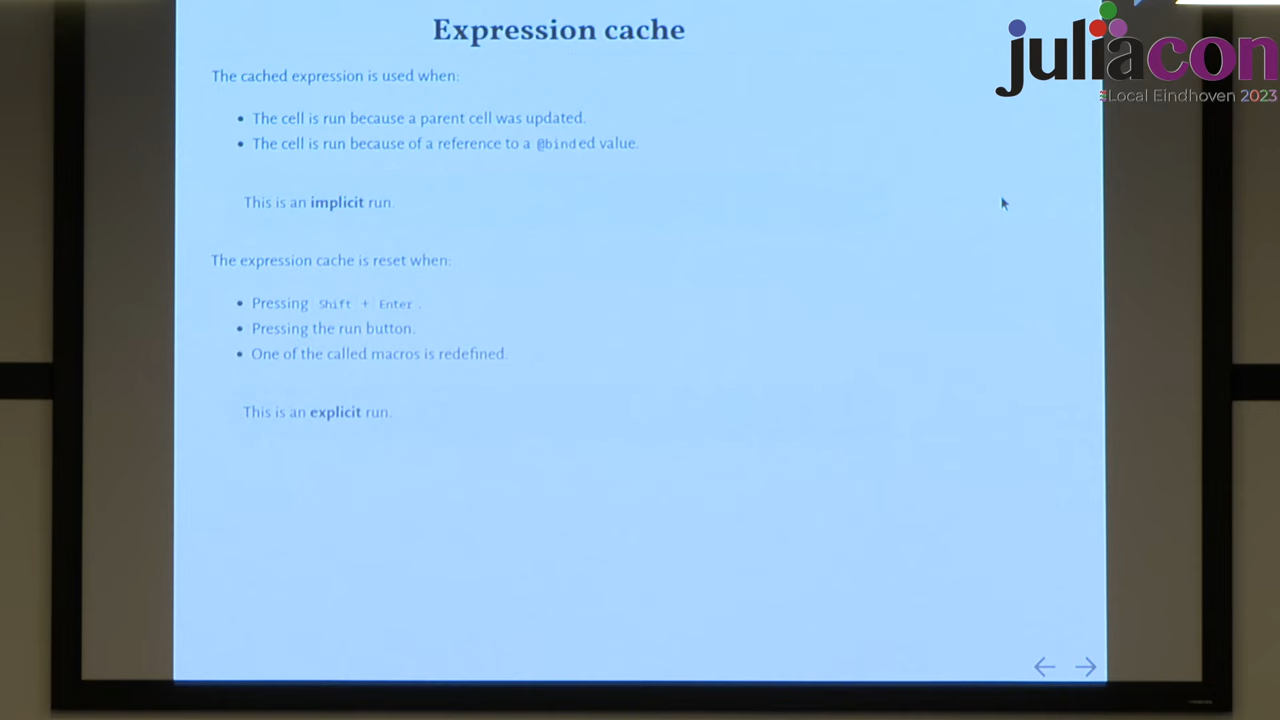 Expression cache
juliacon
Local Eindhoven 2023
The cached expression is used when:
• The cell is run because a parent cell was updated.
• The cell is run because of a reference to a @binded value.
This is an implicit run.
The expression cache is reset when:
• Pressing Shift + Enter .
• Pressing the run button.
• One of the called macros is redefined.
This is an explicit run.
← →